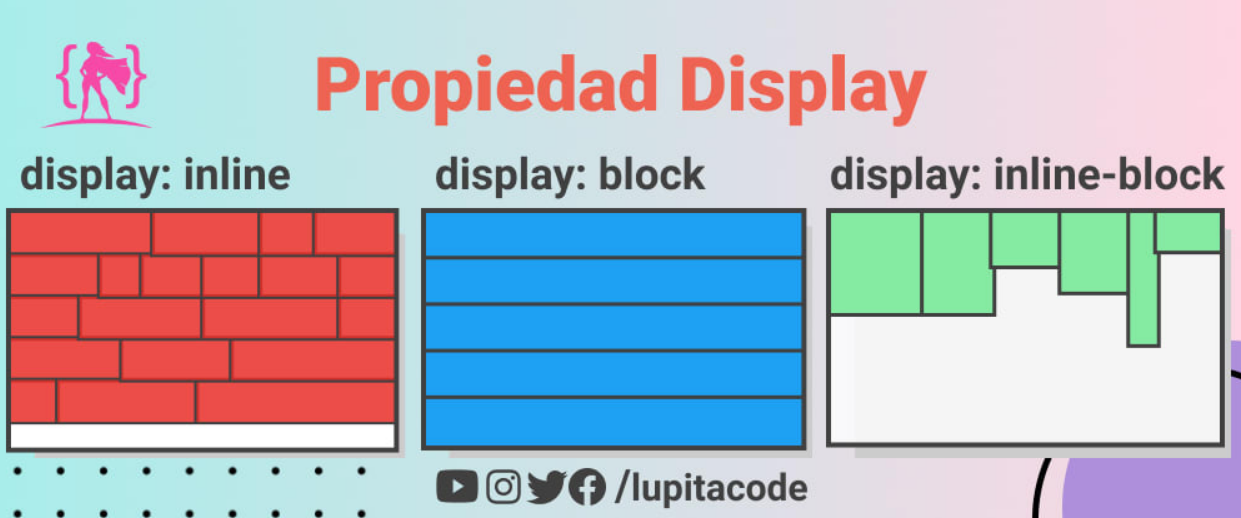 Propiedad Display
display: inline
display: block
display: inline-block
/lupitacode